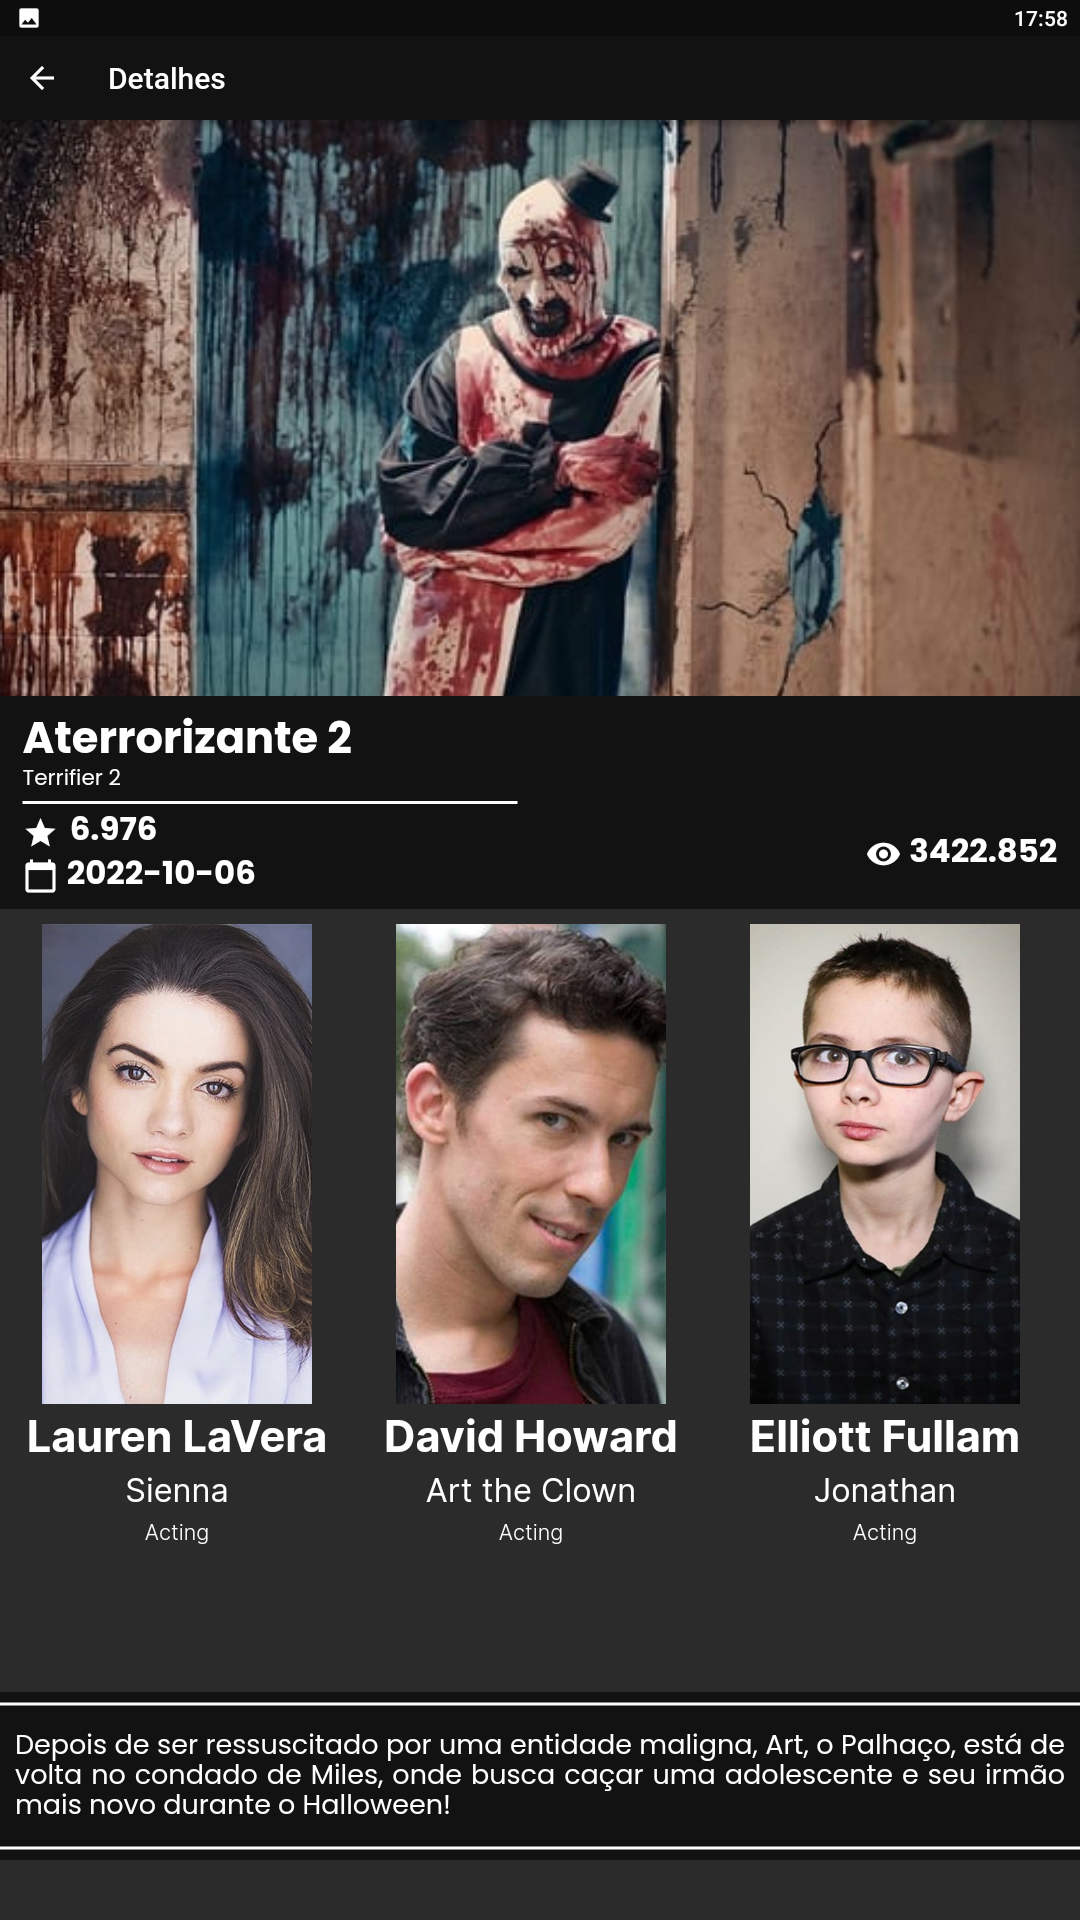 17:58
Detalhes
Aterrorizante 2
Terrifier 2
6.976
3422.852
2022-10-06
Lauren LaVera
David Howard
Elliott Fullam
Sienna
Art the Clown
Jonathan
Acting
Acting
Acting
Depois de ser ressuscitado por uma entidade maligna, Art, o Palhaço, está de
volta no condado de Miles, onde busca caçar uma adolescente e seu irmão
mais novo durante o Halloween!